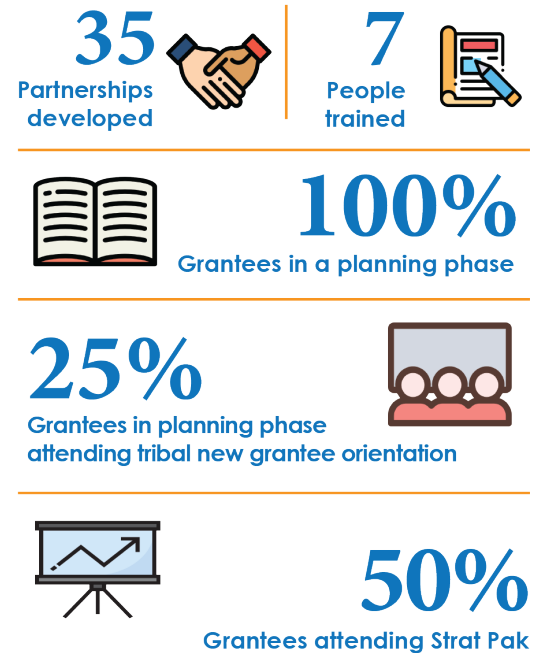 35
Partnerships
developed
7
People
trained
100%
Grantees in a planning phase
25%
Grantees in planning phase
attending tribal new grantee orientation
50%
Grantees attending Strat Pak